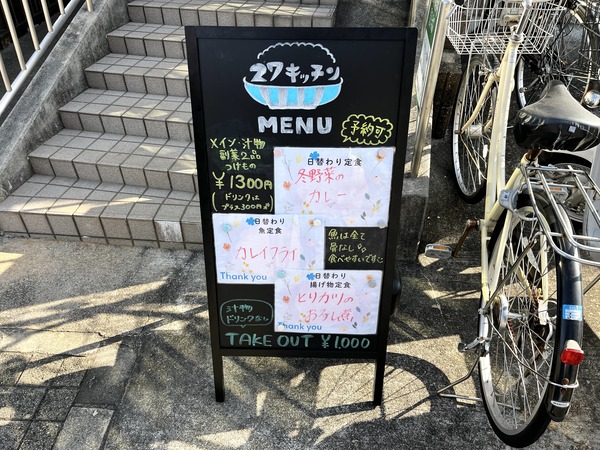 27キッチン
MENU
予約可
メイン・汁物
副菜2品
つけもの
¥1300円
(ドリンクは
プラス300円)
日替わり定食
冬野菜の
カレー
日替わり
魚定食
カレイフライ
Thank you
魚は全て
骨なし
食べやすいですニ
日替わり
揚げ物定食
とりカツの
おろし煮
Thank you
汁物
ドリンクなし
TAKE OUT ¥1,000